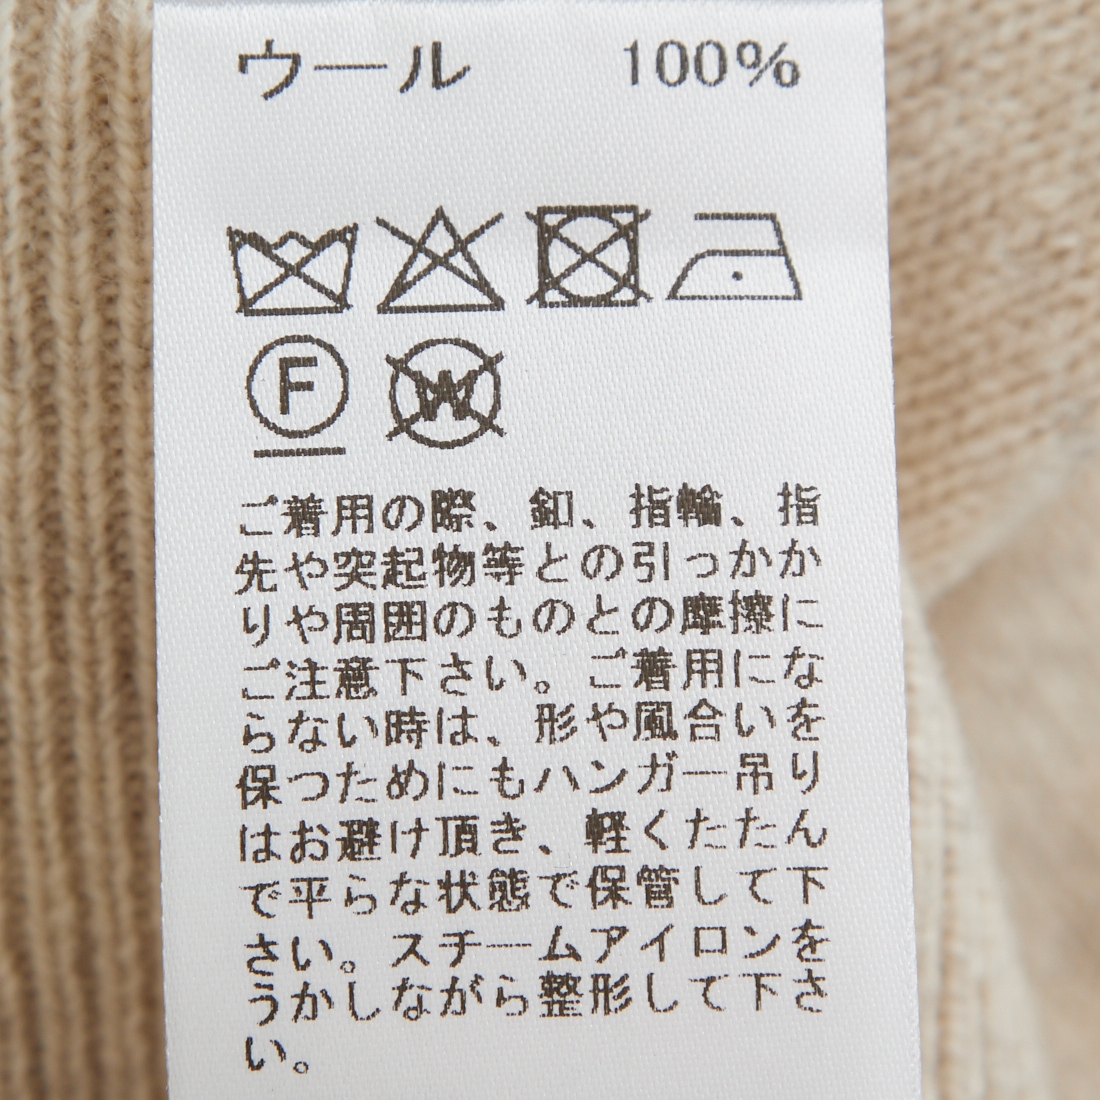 ウール 100%
F W
ご着用の際、釦、指輪、指
先や突起物等との引っかか
りや周囲のものとの摩擦に
ご注意下さい。ご着用にな
らない時は、形や風合いを
保つためにもハンガー吊り
はお避け頂き、軽くたたん
で平らな状態で保管して下
さい。スチームアイロンを
うかしながら整形して下さ
い。